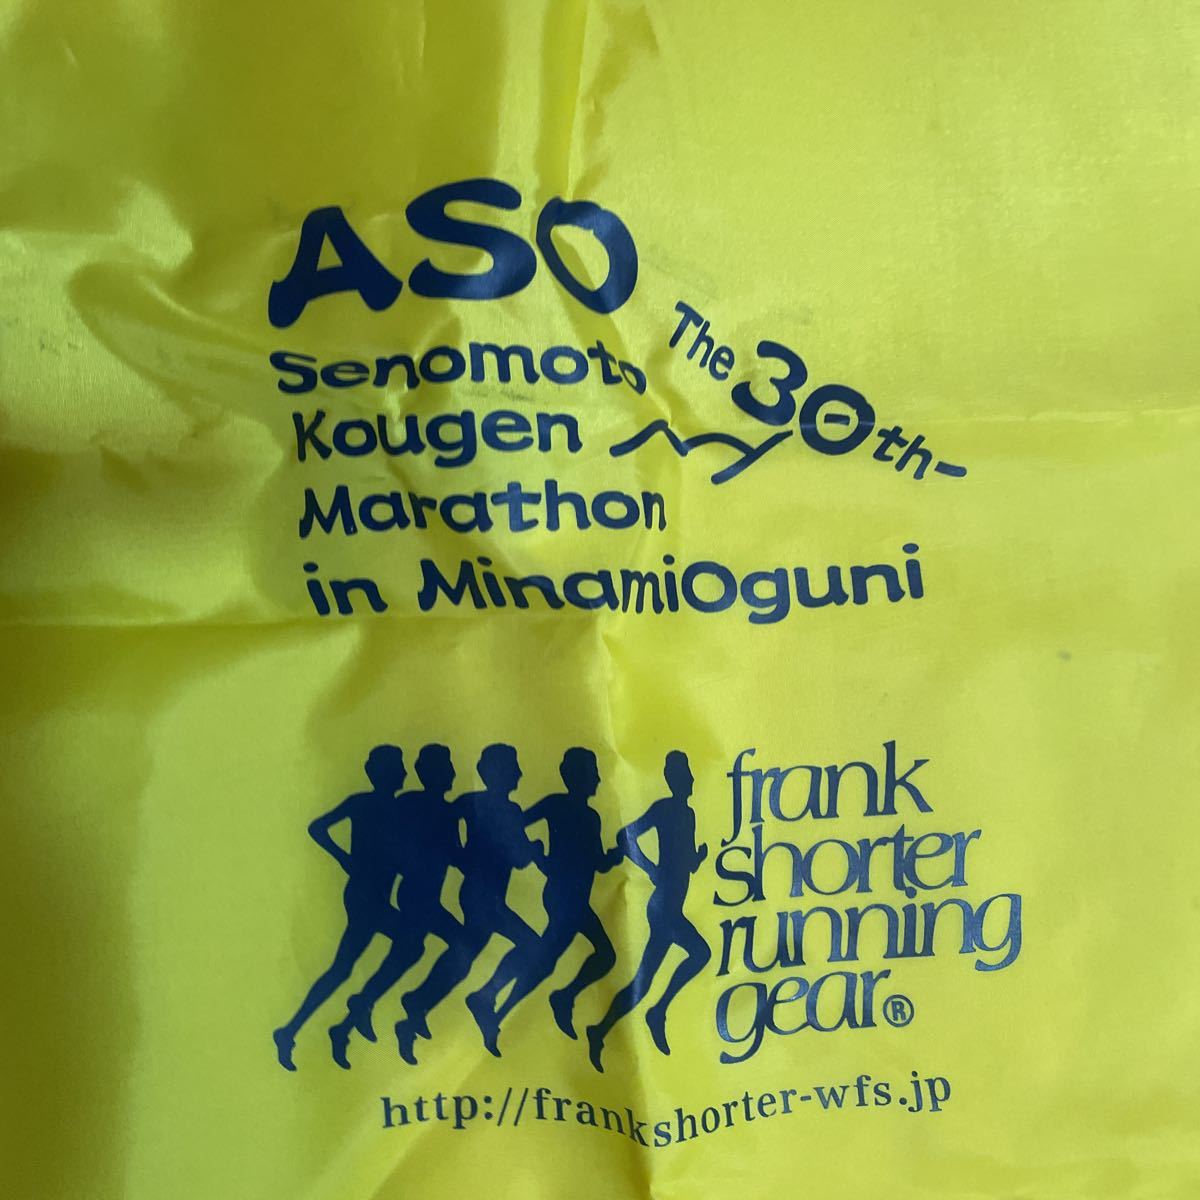 ASO
The 30th-
Senomoto
Kougen
Marathon
in MinamiOguni
frank
shorter
running
gear®
http://frankshorter-wfs.jp